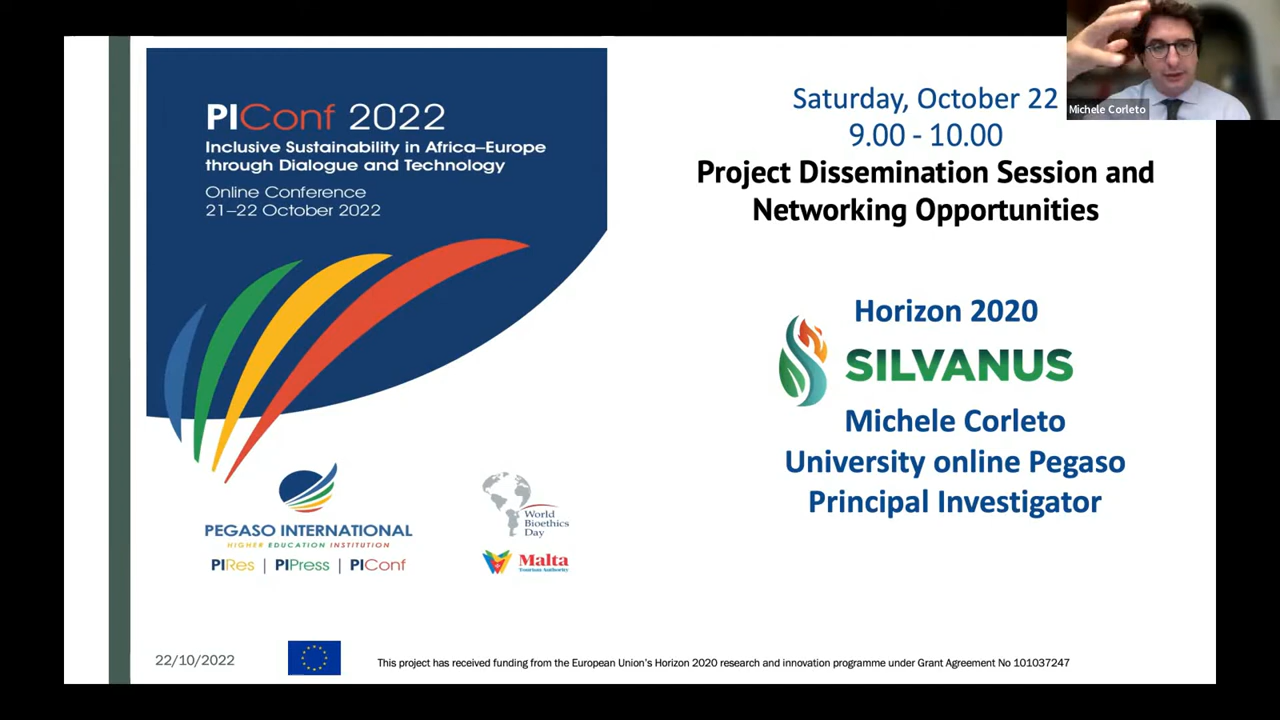 PIConf 2022
Inclusive Sustainability in Africa–Europe
through Dialogue and Technology
Online Conference
21–22 October 2022
PEGASO INTERNATIONAL
HIGHER EDUCATION INSTITUTION
PIRes | PIPress | PIConf
World
Bioethics
Day
Malta
Tourism Authority
Saturday, October 22
9.00 - 10.00
Project Dissemination Session and
Networking Opportunities
Horizon 2020
SILVANUS
Michele Corleto
University online Pegaso
Principal Investigator
Michele Corleto
22/10/2022
This project has received funding from the European Union’s Horizon 2020 research and innovation programme under Grant Agreement No 101037247